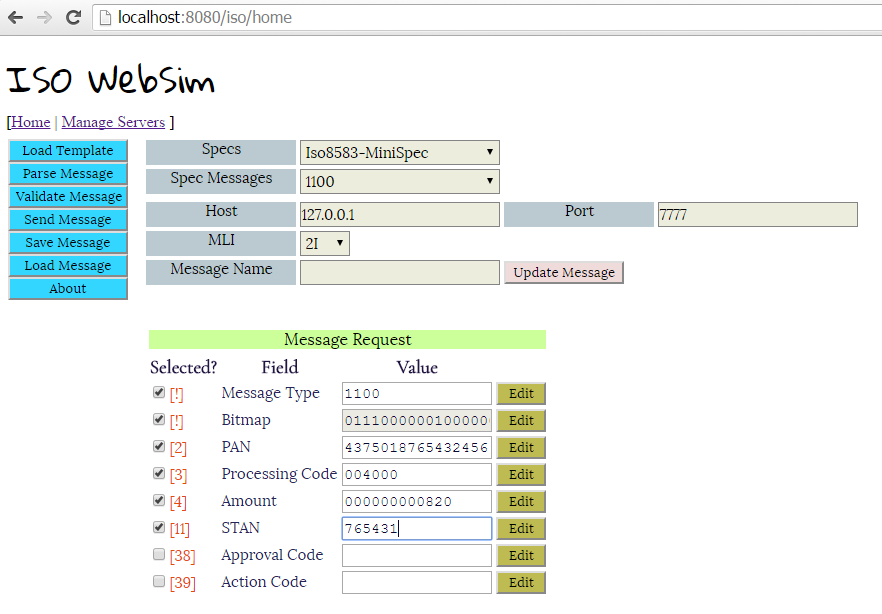 localhost:8080/iso/home
ISO WebSim
[Home | Manage Servers ]
Load Template
Parse Message
Validate Message
Send Message
Save Message
Load Message
About
Specs Iso8583-MiniSpec
Spec Messages 1100
Host 127.0.0.1 Port 7777
MLI 2I
Message Name Update Message
Message Request
Selected? Field Value
[!] Message Type 1100 Edit
[!] Bitmap 0111000000100000 Edit
[2] PAN 4375018765432456 Edit
[3] Processing Code 004000 Edit
[4] Amount 000000000820 Edit
[11] STAN 765431 Edit
[38] Approval Code Edit
[39] Action Code Edit